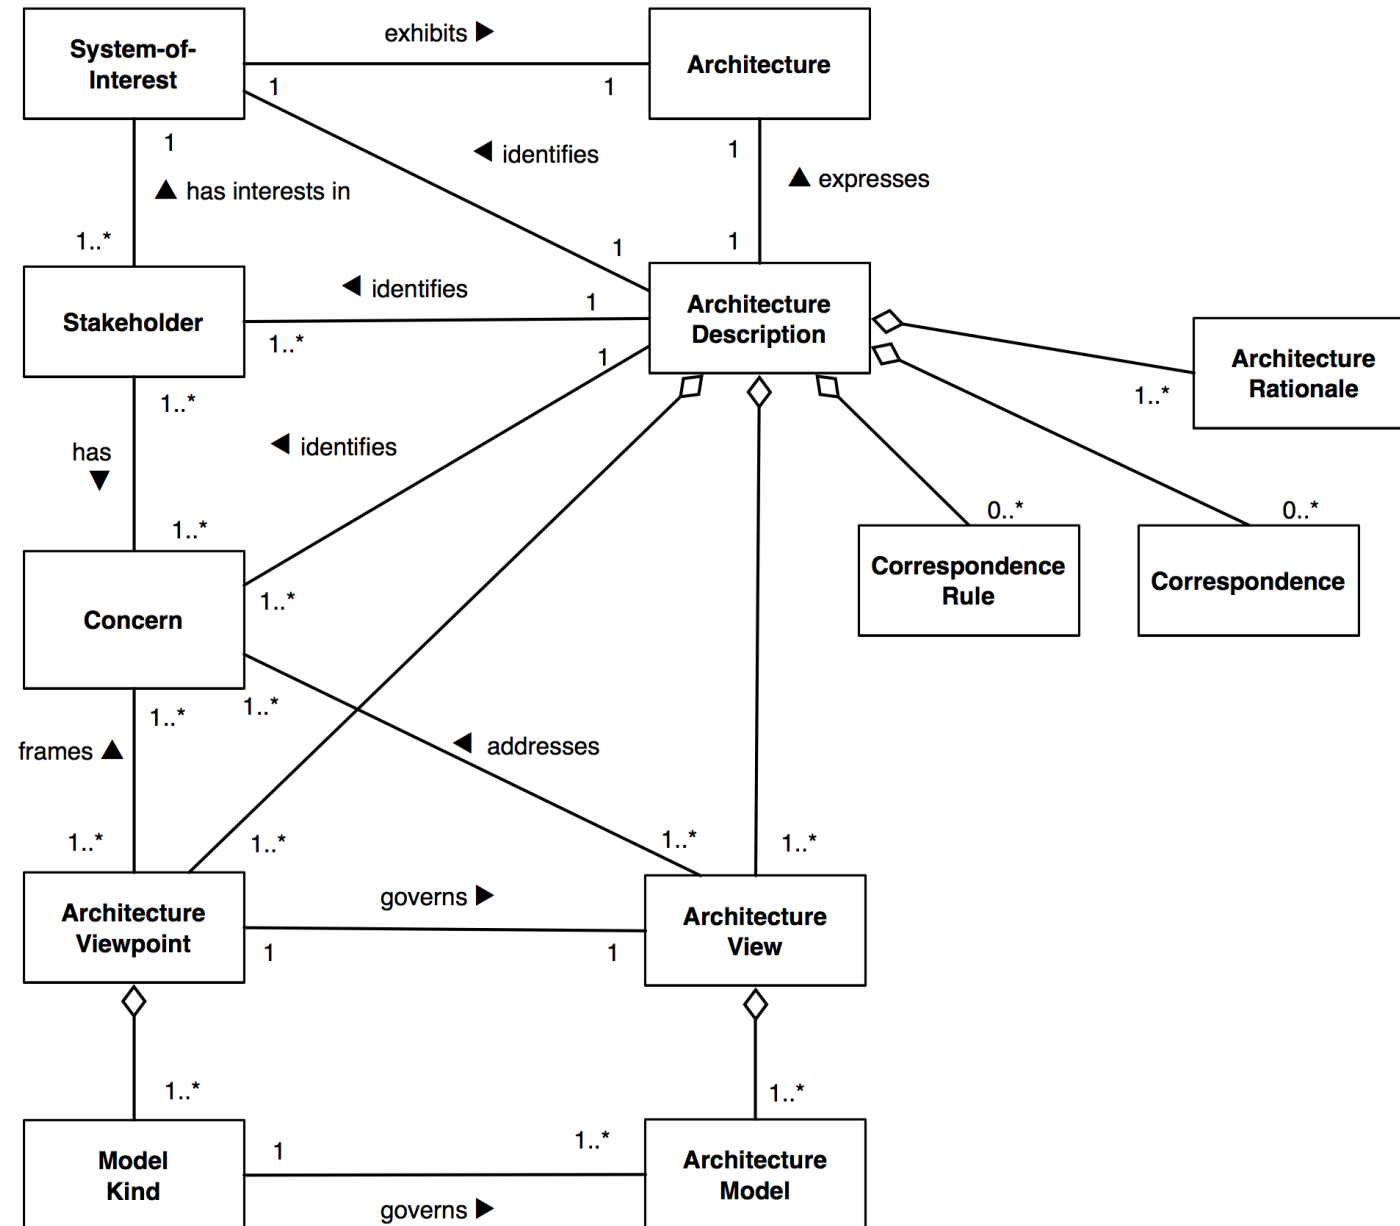 System-of-
Interest
exhibits ▶
Architecture
1
1
1
◀ identifies
1
▲ expresses
▲ has interests in
1..*
1
1
Stakeholder
◀ identifies
1
1..*
Architecture
Description
1
Architecture
Rationale
1..*
1..*
has
▼
◀ identifies
1..*
0..*
0..*
Correspondence
Rule
Correspondence
Concern
1..*
1..*
1..*
frames ▲
◀ addresses
1..*
1..*
1..*
1..*
Architecture
Viewpoint
governs ▶
Architecture
View
1
1
1..*
1..*
Model
Kind
1
1..*
governs ▶
Architecture
Model